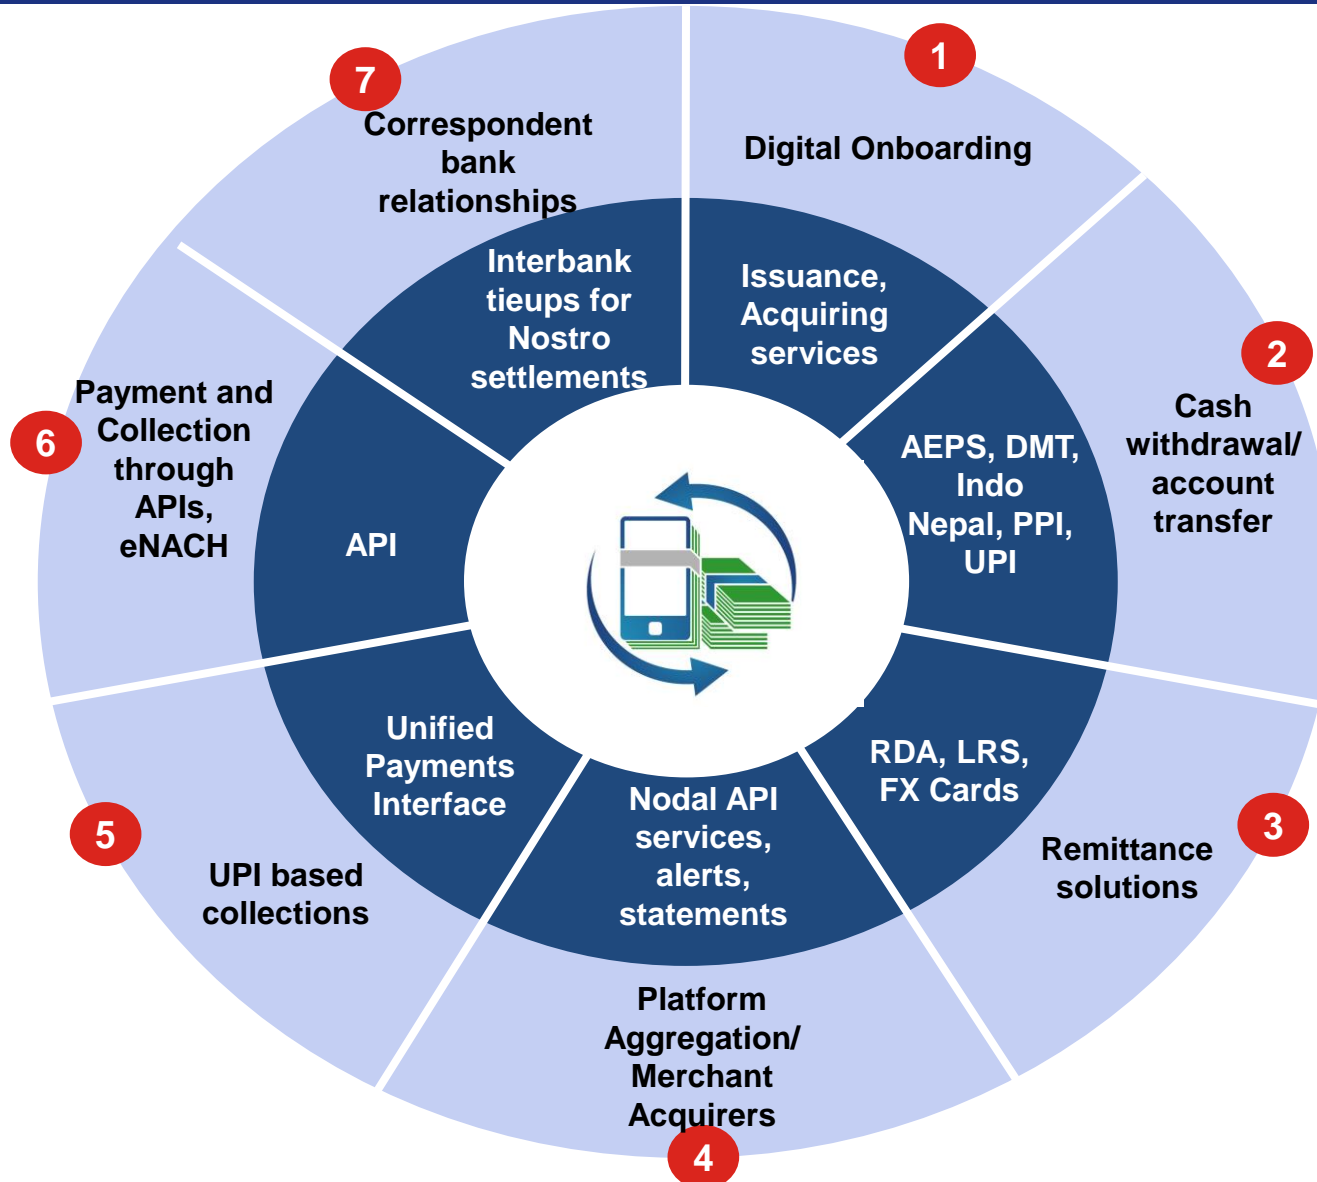 1
Digital Onboarding
Issuance,
Acquiring
services
2
Cash
withdrawal/
account
transfer
AEPS, DMT,
Indo
Nepal, PPI,
UPI
3
Remittance
solutions
RDA, LRS,
FX Cards
4
Platform
Aggregation/
Merchant
Acquirers
Nodal API
services,
alerts,
statements
5
UPI based
collections
Unified
Payments
Interface
6
Payment and
Collection
through
APIs,
eNACH
API
7
Correspondent
bank
relationships
Interbank
tieups for
Nostro
settlements